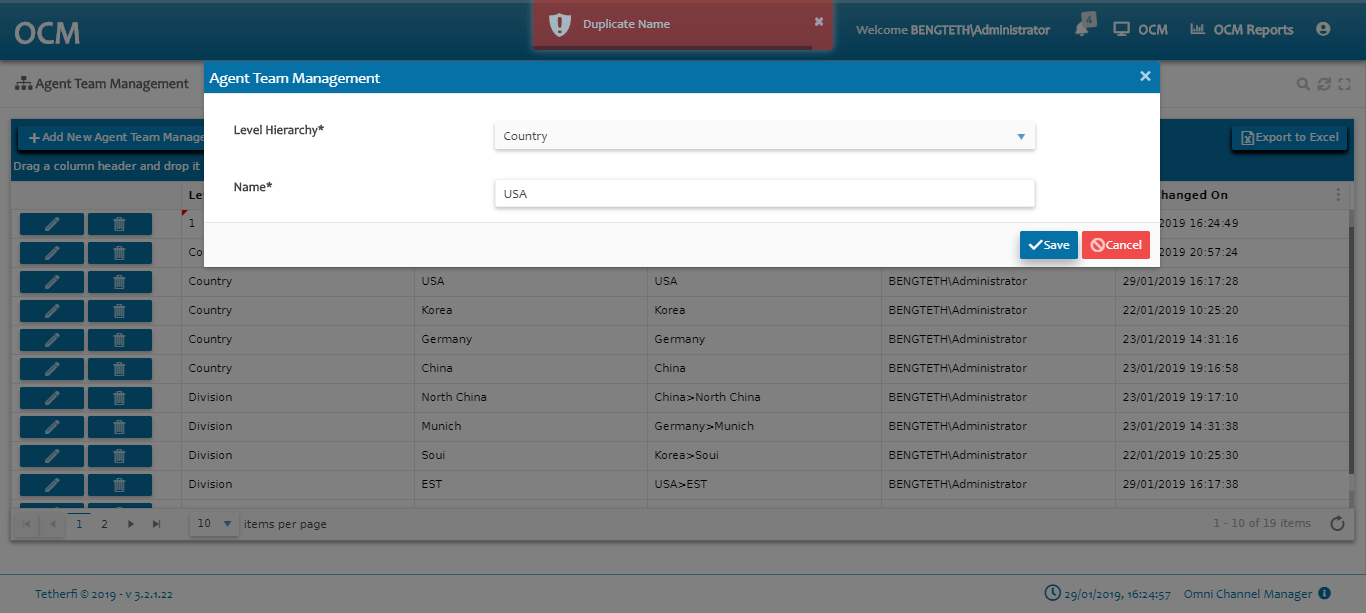 OCM
Duplicate Name
Welcome BENGTETH\Administrator
4
OCM
OCM Reports
Agent Team Management
Agent Team Management
Level Hierarchy*
Country
Name*
USA
Save
Cancel
+Add New Agent Team Manage
Export to Excel
Drag a column header and drop it
Le
hanged On
1
2019 16:24:49
Co
2019 20:57:24
Country USA USA BENGTETH\Administrator 29/01/2019 16:17:28
Country Korea Korea BENGTETH\Administrator 22/01/2019 10:25:20
Country Germany Germany BENGTETH\Administrator 23/01/2019 14:31:16
Country China China BENGTETH\Administrator 23/01/2019 19:16:58
Division North China China>North China BENGTETH\Administrator 23/01/2019 19:17:10
Division Munich Germany>Munich BENGTETH\Administrator 23/01/2019 14:31:38
Division Soui Korea>Soui BENGTETH\Administrator 22/01/2019 10:25:30
Division EST USA>EST BENGTETH\Administrator 29/01/2019 16:17:38
1 2 10 items per page 1 - 10 of 19 items
Tetherfi © 2019 - v 3.2.1.22 29/01/2019, 16:24:57 Omni Channel Manager